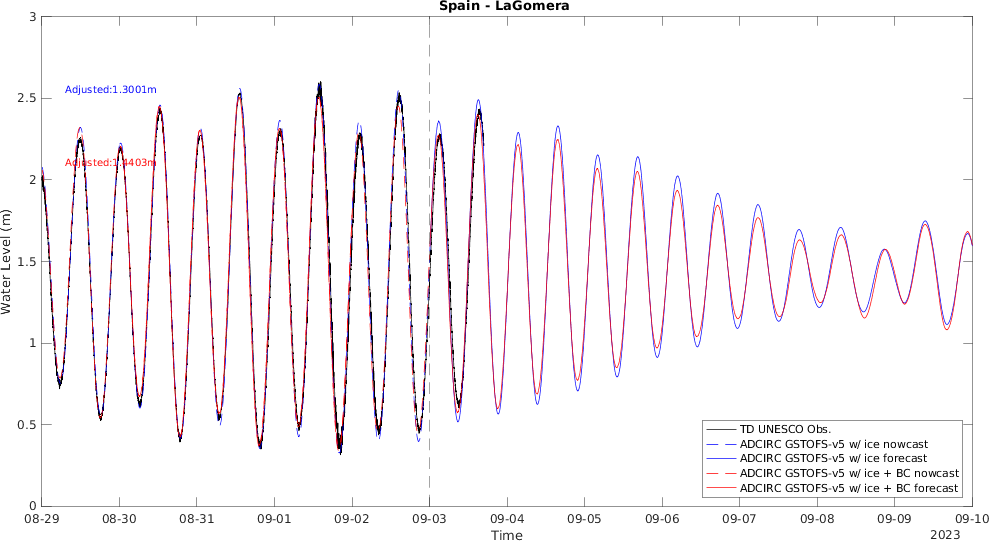 Spain - LaGomera
Water Level (m)
3
2.5
2
1.5
1
0.5
0
Adjusted:1.3001m
Adjusted:1.4403m
TD UNESCO Obs.
ADCIRC GSTOFS-v5 w/ ice nowcast
ADCIRC GSTOFS-v5 w/ ice forecast
ADCIRC GSTOFS-v5 w/ ice + BC nowcast
ADCIRC GSTOFS-v5 w/ ice + BC forecast
08-29 08-30 08-31 09-01 09-02 09-03 09-04 09-05 09-06 09-07 09-08 09-09 09-10
Time
2023